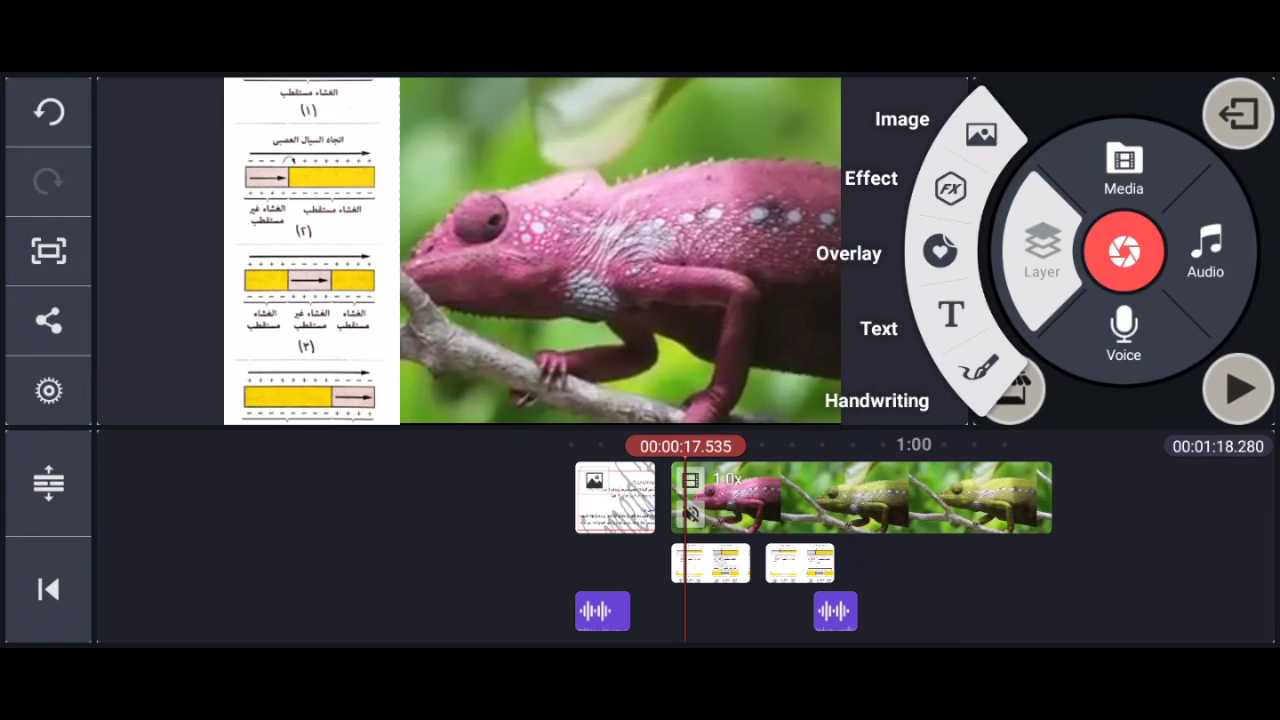 الغشاء مستقطب
(١)
اتجاه السيال العصبي
- - - + + + + + +
+ + + - - - - - -
الغشاء غير الغشاء مستقطب
مستقطب
(٢)
+ + + - - - + + +
الغشاء الغشاء غير الغشاء
مستقطب مستقطب مستقطب
(٣)
Image
Effect
FX
Overlay
Text
T
Handwriting
Media
Layer
Audio
Voice
00:00:17.535
1:00
00:01:18.280
1.0x